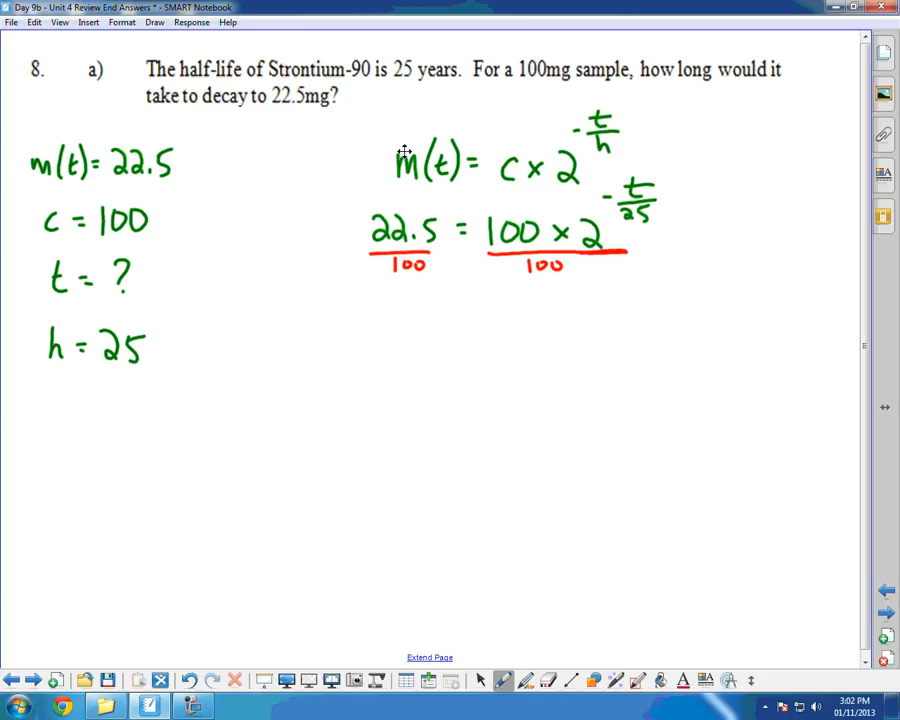 Day 9b - Unit 4 Review End Answers * - SMART Notebook
File Edit View Insert Format Draw Response Help
8. a) The half-life of Strontium-90 is 25 years. For a 100mg sample, how long would it
take to decay to 22.5mg?
m(t) = 22.5
c = 100
t = ?
h = 25
m(t) = c × 2^(-t/h)
22.5 = 100 × 2^(-t/25)
100 100
Extend Page
3:02 PM
01/11/2013